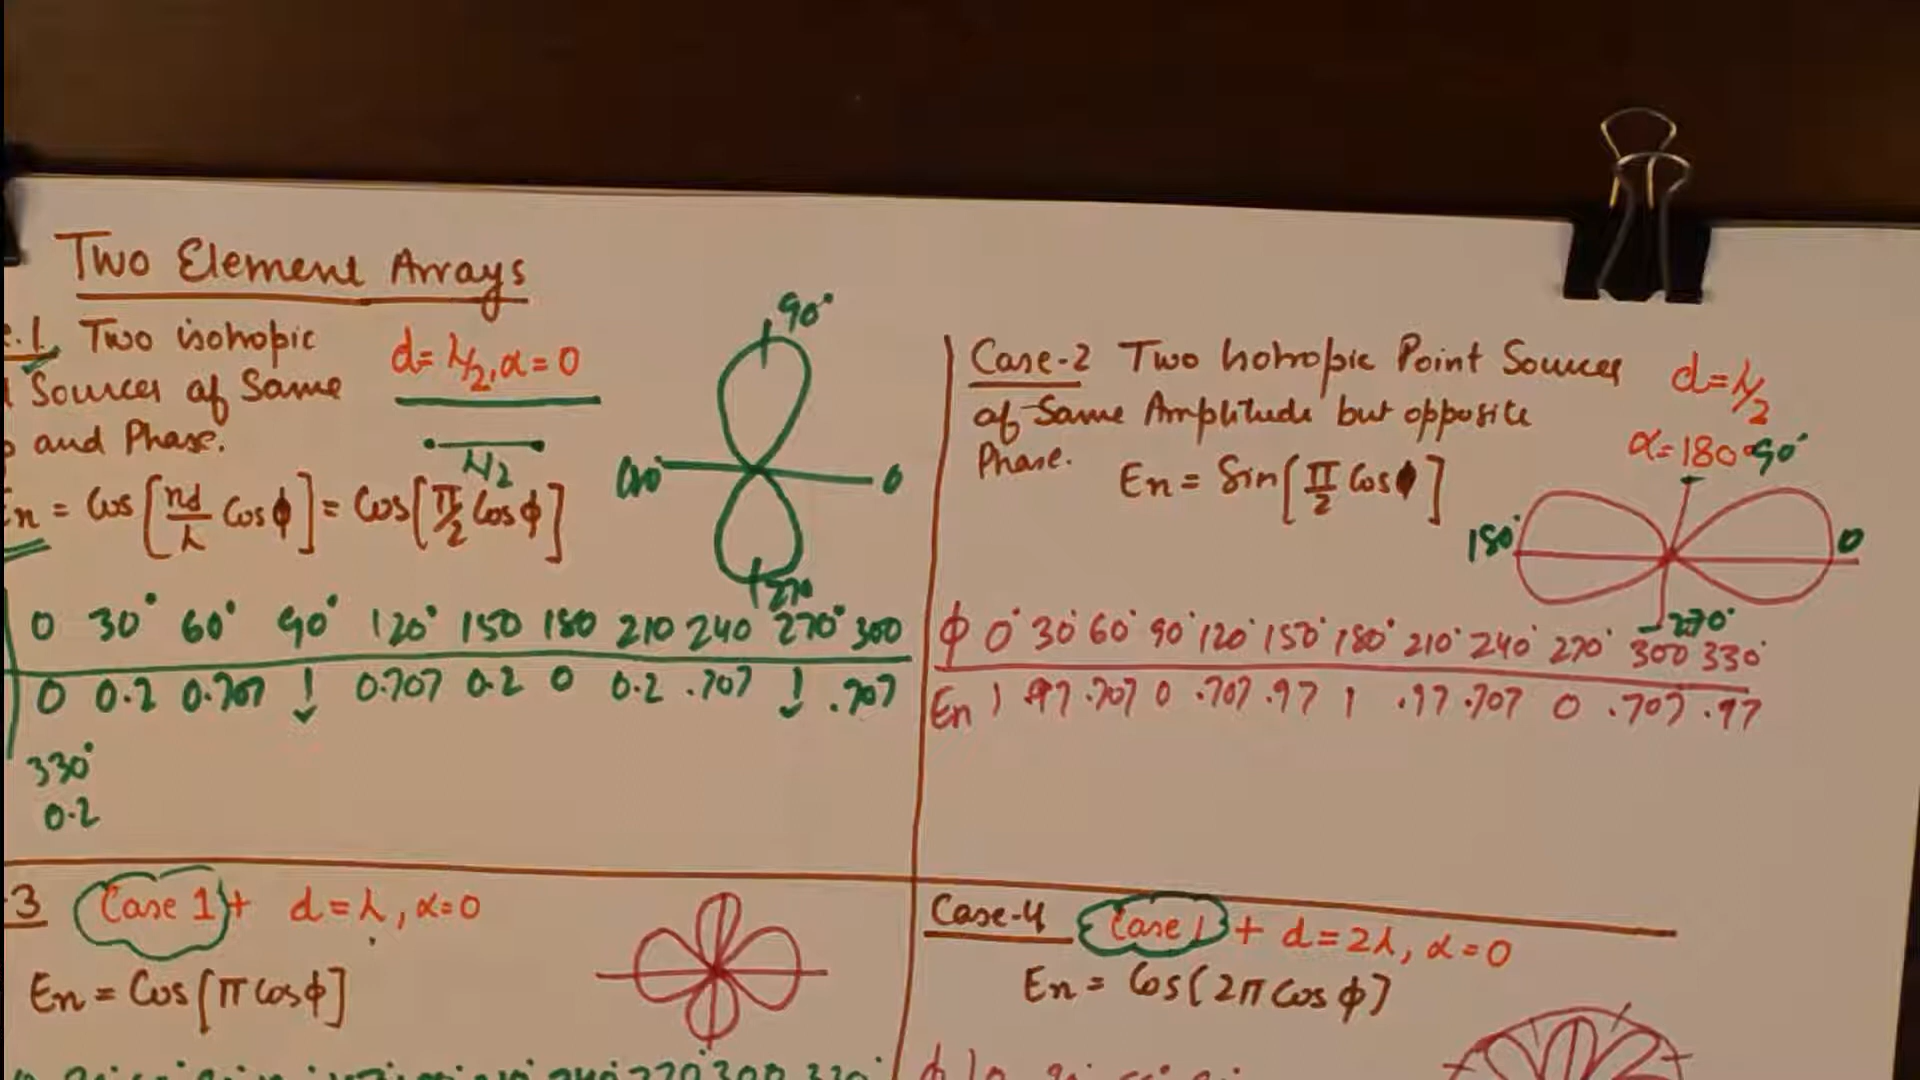 Two Element Arrays
.1 Two isotropic
Sources of Same
and Phase.
d=λ/2, α=0
λ/2
En = Cos[πd/λ Cosϕ] = Cos[π/2 Cosϕ]
90°
0
270
0 30° 60° 90° 120° 150 180 210 240 270° 300
0 0.2 0.707 1 0.707 0.2 0 0.2 .707 1 .707
330°
0.2
Case-2 Two Isotropic Point Sources
of Same Amplitude but opposite
Phase.
d=λ/2
α=180°
En = Sin[π/2 Cosϕ]
90°
180°
0
270°
ϕ 0° 30° 60° 90° 120° 150° 180° 210° 240° 270° 300 330°
En 1 .97 .707 0 .707 .97 1 .97 .707 0 .707 .97
3 Case 1 + d=λ, α=0
En = Cos[π Cosϕ]
Case-4 Case 1 + d=2λ, α=0
En = Cos[2π Cos ϕ]